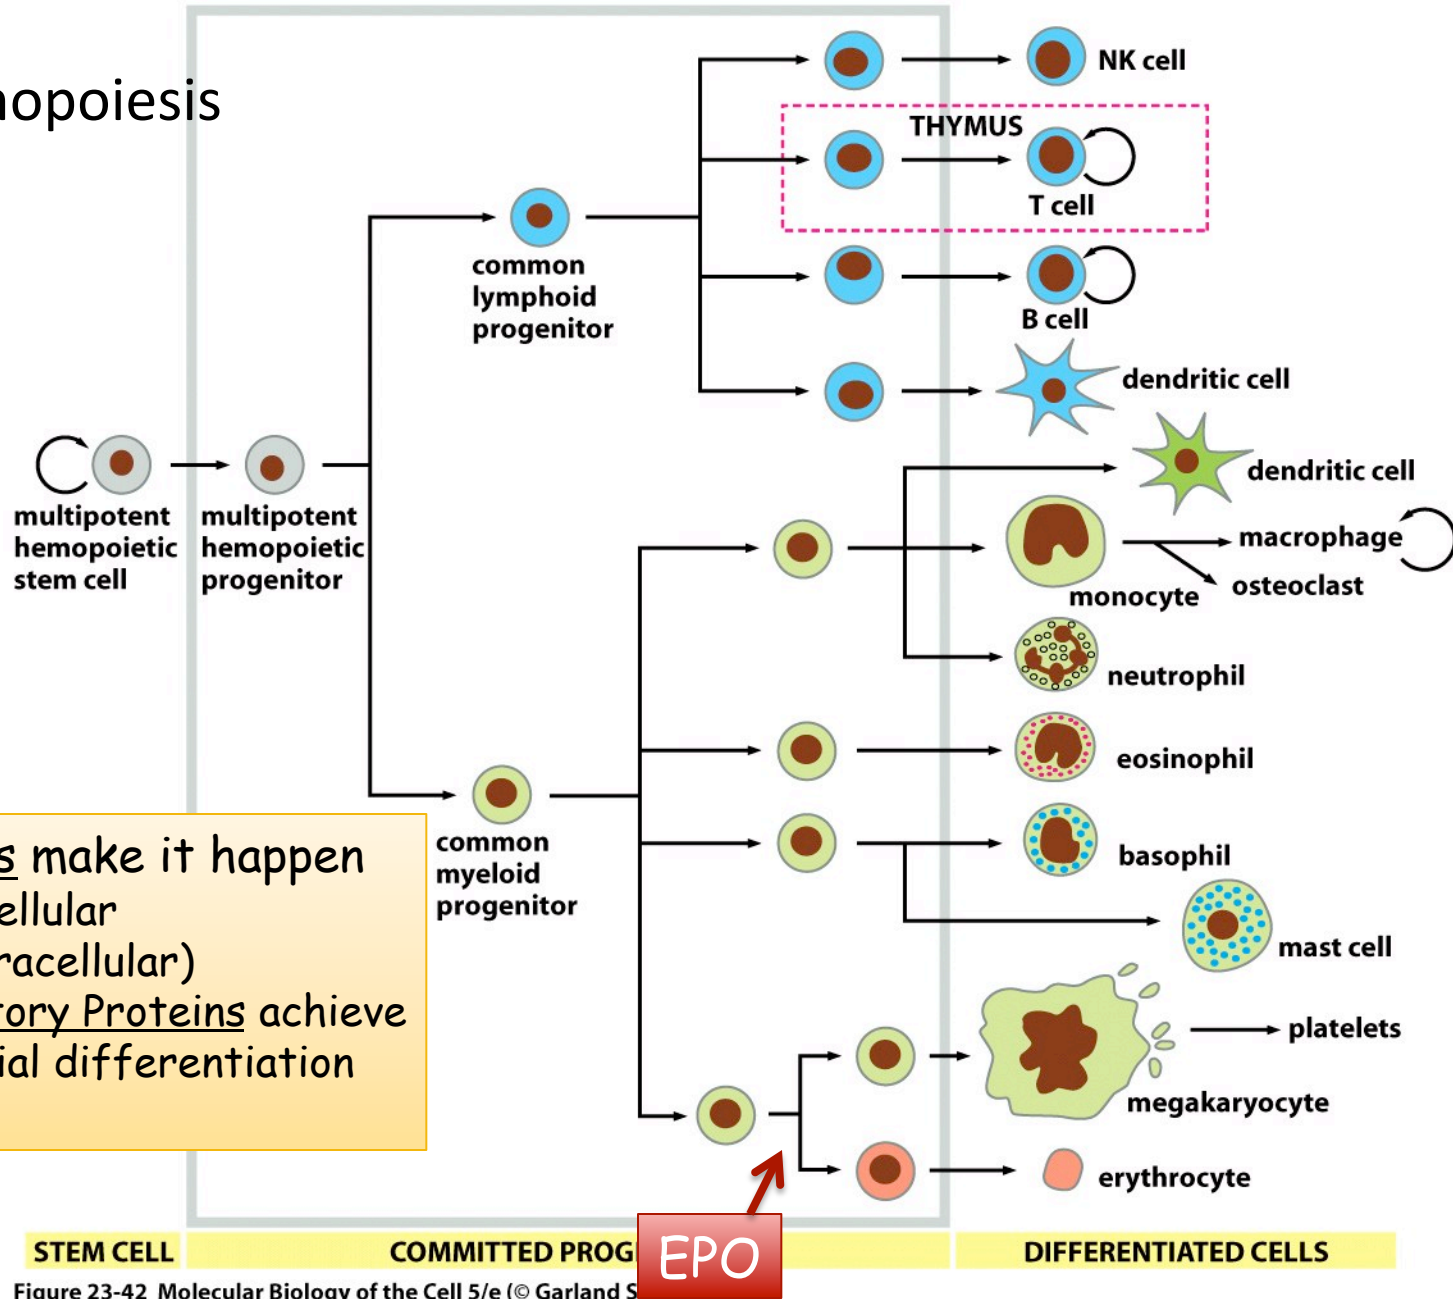 nopoiesis
NK cell
THYMUS
T cell
common
lymphoid
progenitor
B cell
dendritic cell
dendritic cell
multipotent
hemopoietic
stem cell
multipotent
hemopoietic
progenitor
macrophage
osteoclast
monocyte
neutrophil
eosinophil
basophil
common
myeloid
progenitor
mast cell
s make it happen
ellular
racellular)
tory Proteins achieve
ial differentiation
platelets
megakaryocyte
erythrocyte
EPO
STEM CELL
COMMITTED PROG
DIFFERENTIATED CELLS
Figure 23-42 Molecular Biology of the Cell 5/e (© Garland S